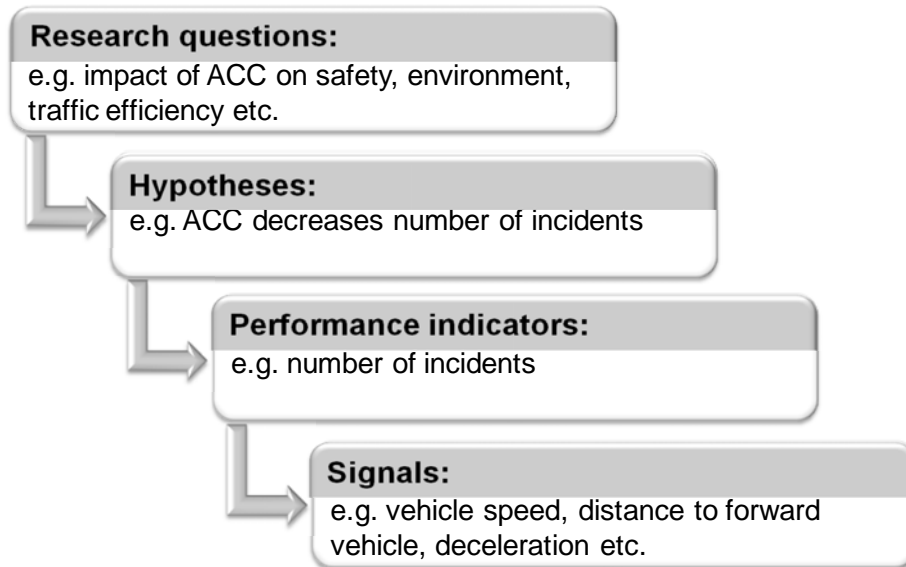 Research questions:
e.g. impact of ACC on safety, environment,
traffic efficiency etc.
Hypotheses:
e.g. ACC decreases number of incidents
Performance indicators:
e.g. number of incidents
Signals:
e.g. vehicle speed, distance to forward
vehicle, deceleration etc.